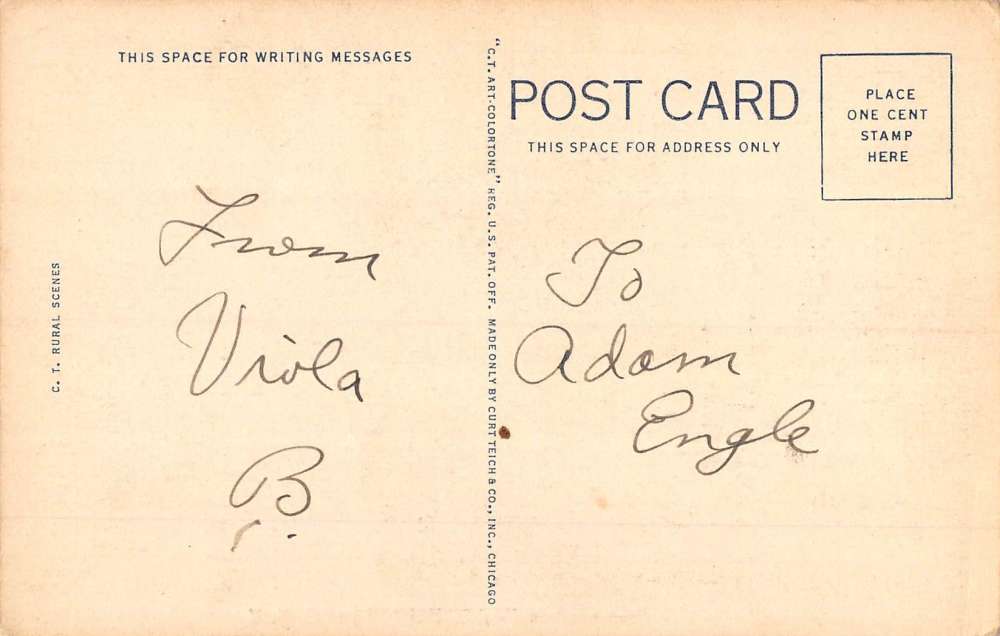 THIS SPACE FOR WRITING MESSAGES
From
Viola
B.
C. T. RURAL SCENES
"C.T. ART-COLORTONE" REG. U.S. PAT. OFF. MADE ONLY BY CURT TEICH & CO., INC., CHICAGO
POST CARD
THIS SPACE FOR ADDRESS ONLY
PLACE
ONE CENT
STAMP
HERE
To
Adam
Engle